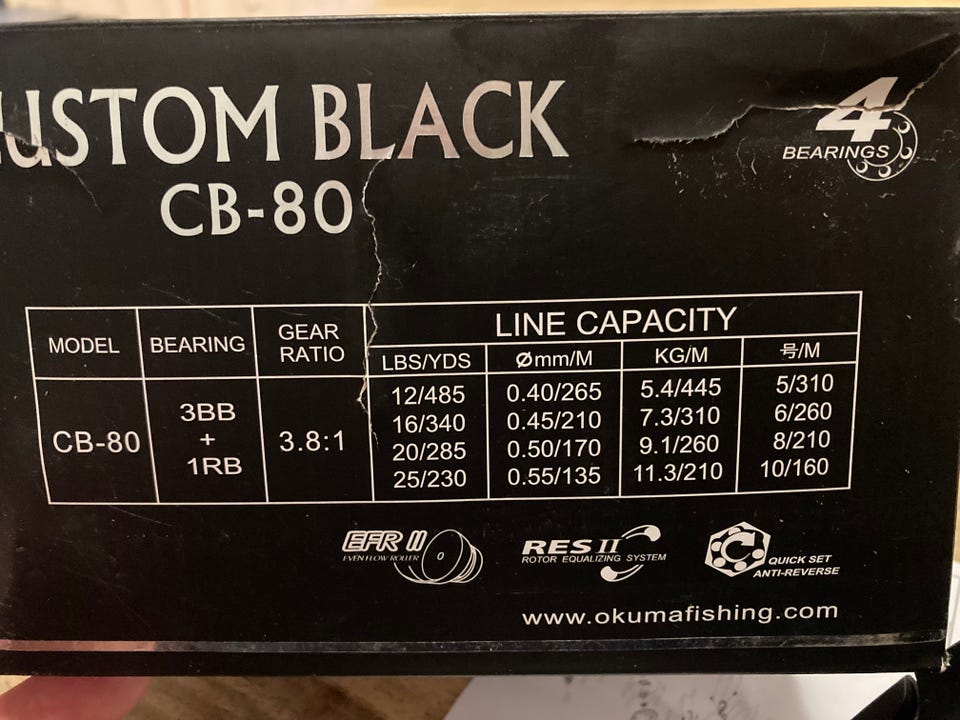 CUSTOM BLACK
CB-80
4
BEARINGS
MODEL BEARING GEAR RATIO LINE CAPACITY
LBS/YDS Ømm/M KG/M 号/M
CB-80 3BB + 1RB 3.8:1
12/485 0.40/265 5.4/445 5/310
16/340 0.45/210 7.3/310 6/260
20/285 0.50/170 9.1/260 8/210
25/230 0.55/135 11.3/210 10/160
EFR II
EVEN FLOW ROLLER
RES II
ROTOR EQUALIZING SYSTEM
C QUICK SET
ANTI-REVERSE
www.okumafishing.com